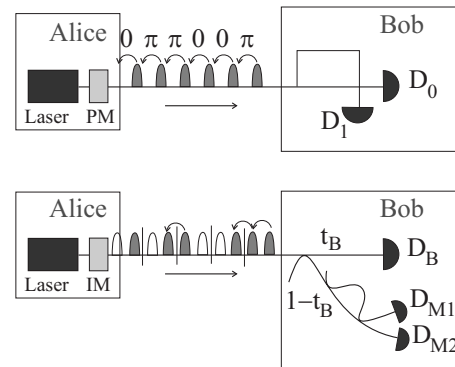 Alice
Bob
0 π π 0 0 π
Laser PM
D0
D1
Alice
Bob
Laser IM
tB
DB
1-tB
DM1
DM2